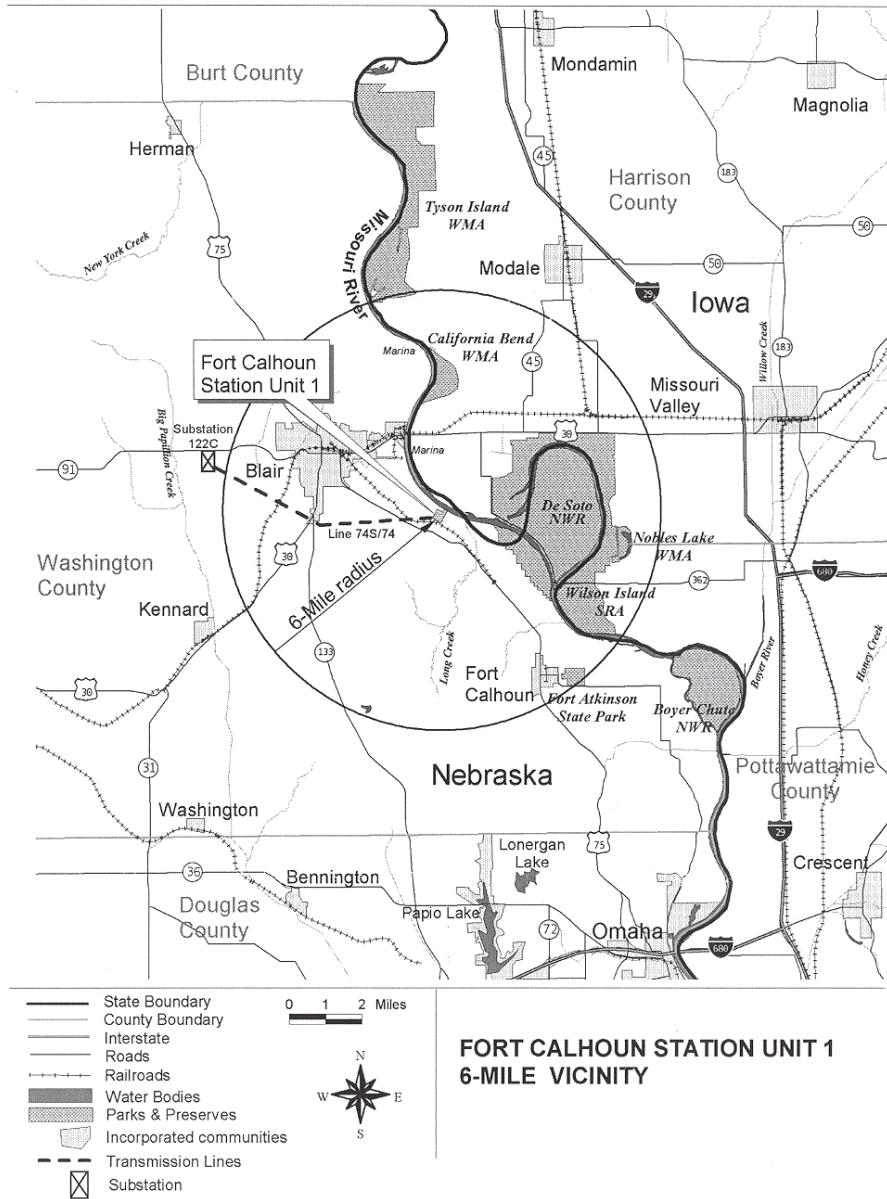 Burt County
Mondamin
Magnolia
Herman
45
183
Harrison
County
Tyson Island
WMA
50
New York Creek
75
Missouri River
Modale
50
29
Iowa
California Bend
WMA
Marina
Fort Calhoun
Station Unit 1
45
Willow Creek
183
Missouri
Valley
Big Papillion Creek
Substation
122C
30
Marina
91
Blair
De Soto
NWR
Line 74S/74
Nobles Lake
WMA
30
Washington
County
6-Mile radius
362
680
Wilson Island
SRA
Kennard
133
Long Creek
Boyer River
Honey Creek
Fort
Calhoun
30
Fort Atkinson
State Park
Boyer Chute
NWR
31
Nebraska
Pottawattamie
County
Washington
75
29
Lonergan
Lake
Crescent
36
Bennington
Douglas
County
Papio Lake
72
Omaha
680
State Boundary
County Boundary
Interstate
Roads
Railroads
Water Bodies
Parks & Preserves
Incorporated communities
Transmission Lines
Substation
0 1 2 Miles
N
W E
S
FORT CALHOUN STATION UNIT 1
6-MILE VICINITY